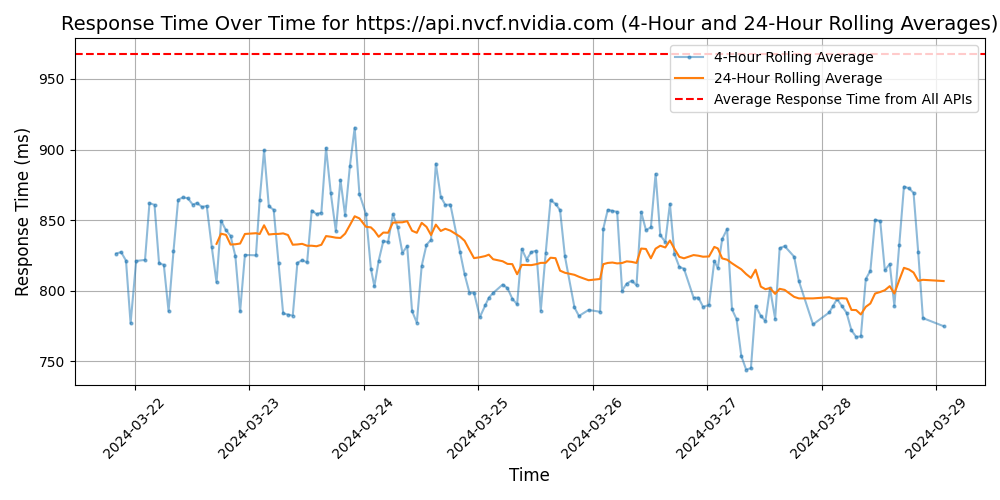 Response Time Over Time for https://api.nvcf.nvidia.com (4-Hour and 24-Hour Rolling Averages)
4-Hour Rolling Average
24-Hour Rolling Average
Average Response Time from All APIs
Response Time (ms)
950
900
850
800
750
2024-03-22
2024-03-23
2024-03-24
2024-03-25
2024-03-26
2024-03-27
2024-03-28
2024-03-29
Time